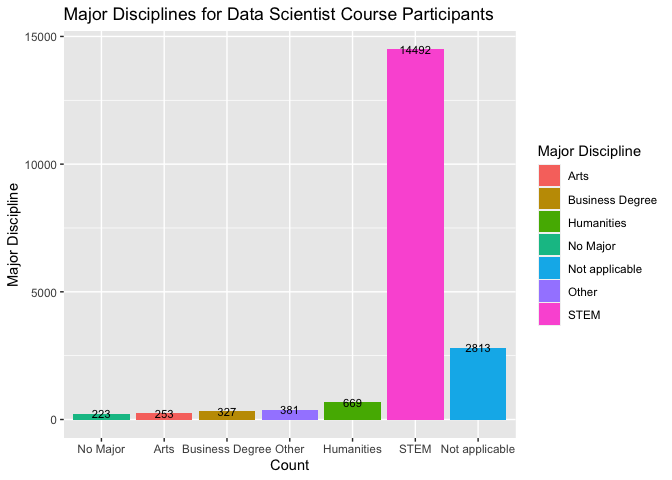 Major Disciplines for Data Scientist Course Participants
Major Discipline
15000
10000
5000
0
223
253
327
381
669
14492
2813
No Major
Arts
Business Degree
Other
Humanities
STEM
Not applicable
Count
Major Discipline
Arts
Business Degree
Humanities
No Major
Not applicable
Other
STEM